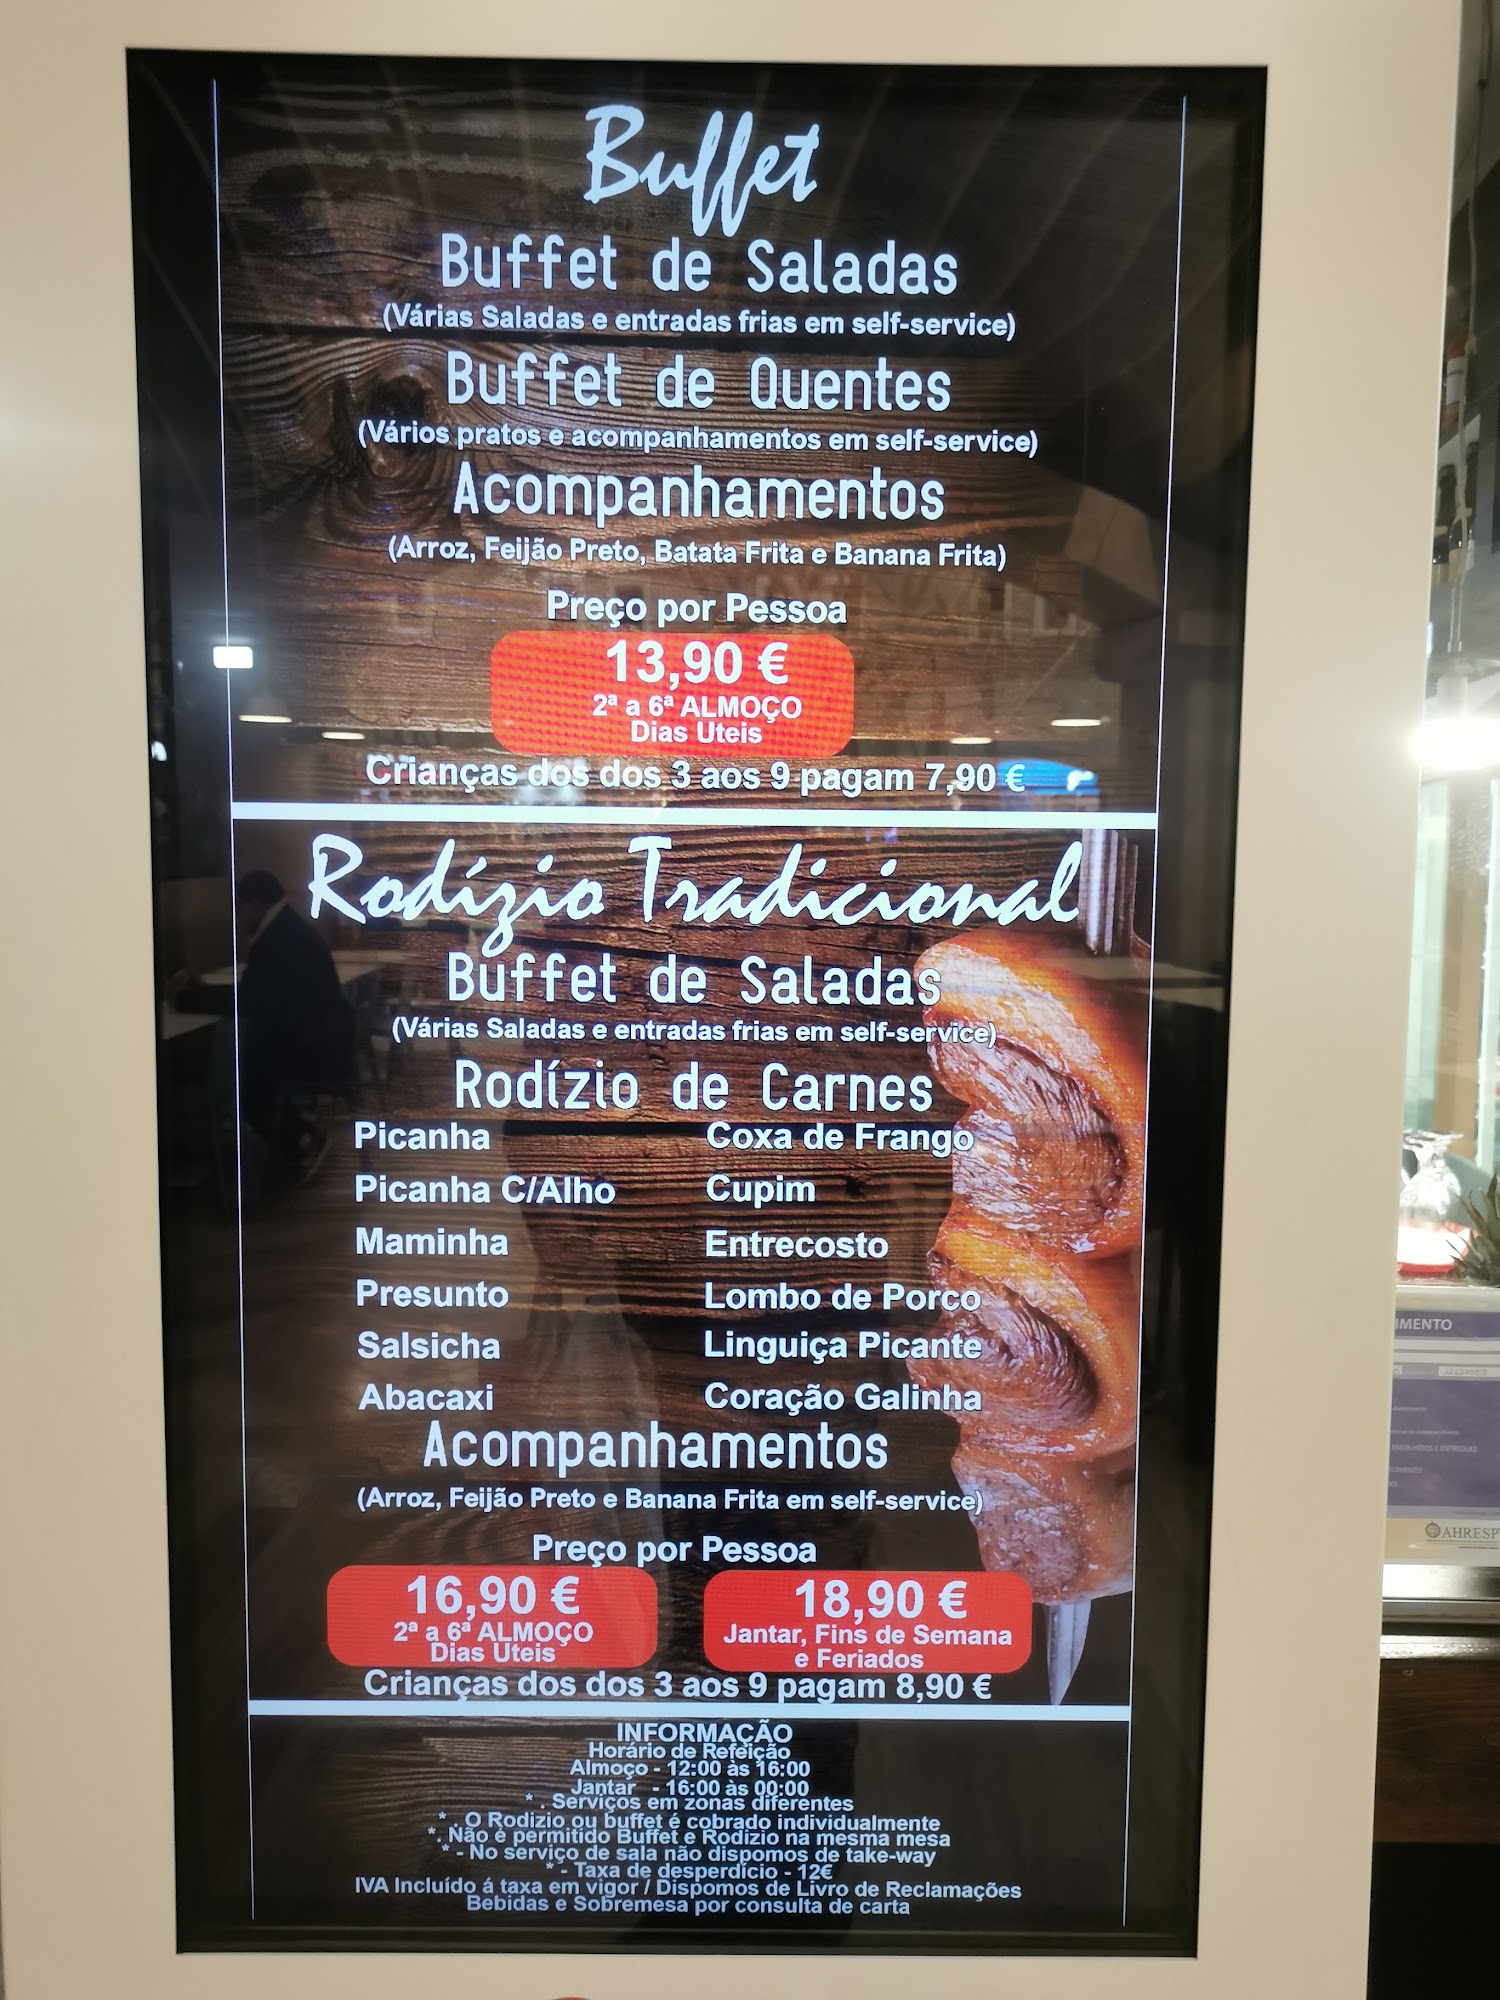 Buffet
Buffet de Saladas
(Várias Saladas e entradas frias em self-service)
Buffet de Quentes
(Vários pratos e acompanhamentos em self-service)
Acompanhamentos
(Arroz, Feijão Preto, Batata Frita e Banana Frita)
Preço por Pessoa
13,90 €
2ª a 6ª ALMOÇO
Dias Uteis
Crianças dos dos 3 aos 9 pagam 7,90 €
Rodízio Tradicional
Buffet de Saladas
(Várias Saladas e entradas frias em self-service)
Rodízio de Carnes
Picanha Coxa de Frango
Picanha C/Alho Cupim
Maminha Entrecosto
Presunto Lombo de Porco
Salsicha Linguiça Picante
Abacaxi Coração Galinha
Acompanhamentos
(Arroz, Feijão Preto e Banana Frita em self-service)
Preço por Pessoa
16,90 €
2ª a 6ª ALMOÇO
Dias Uteis
18,90 €
Jantar, Fins de Semana
e Feriados
Crianças dos dos 3 aos 9 pagam 8,90 €
INFORMAÇÃO
Horário de Refeição
Almoço - 12:00 às 16:00
Jantar - 16:00 às 00:00
* . Serviços em zonas diferentes
* . O Rodizio ou buffet é cobrado individualmente
*. Não é permitido Buffet e Rodizio na mesma mesa
* - No serviço de sala não dispomos de take-way
* - Taxa de desperdício - 12€
IVA Incluído á taxa em vigor / Dispomos de Livro de Reclamações
Bebidas e Sobremesa por consulta de carta
IMENTO
ESCOLHIDOS E ENTREGUES
AHRESP